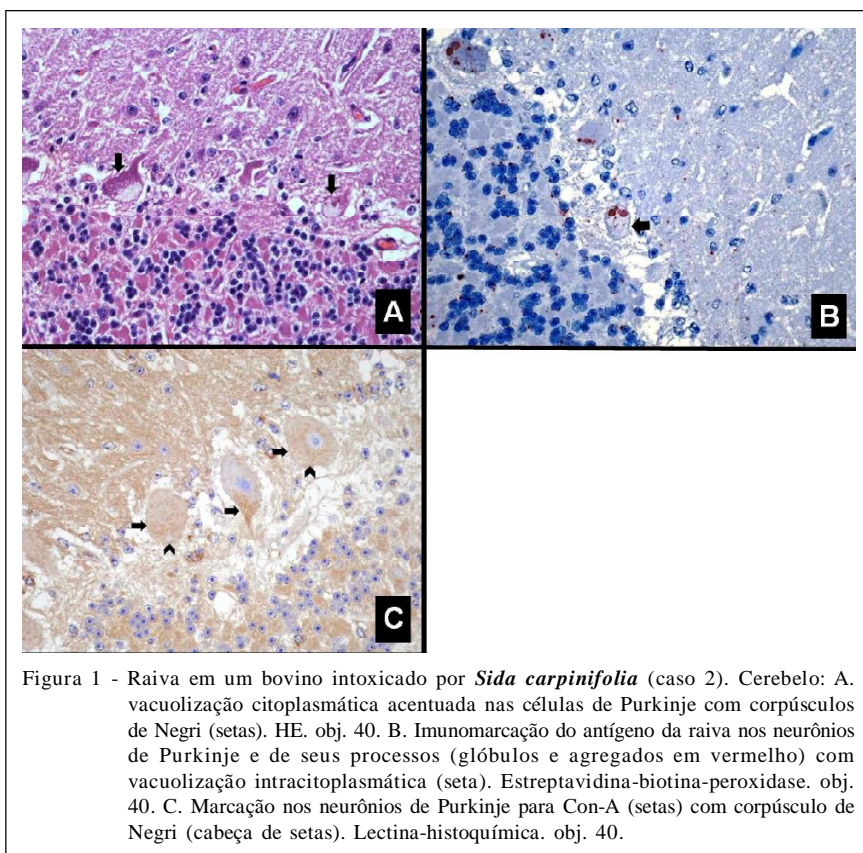 A
B
C
Figura 1 - Raiva em um bovino intoxicado por Sida carpinifolia (caso 2). Cerebelo: A.
vacuolização citoplasmática acentuada nas células de Purkinje com corpúsculos
de Negri (setas). HE. obj. 40. B. Imunomarcação do antígeno da raiva nos neurônios
de Purkinje e de seus processos (glóbulos e agregados em vermelho) com
vacuolização intracitoplasmática (seta). Estreptavidina-biotina-peroxidase. obj.
40. C. Marcação nos neurônios de Purkinje para Con-A (setas) com corpúsculo de
Negri (cabeça de setas). Lectina-histoquímica. obj. 40.